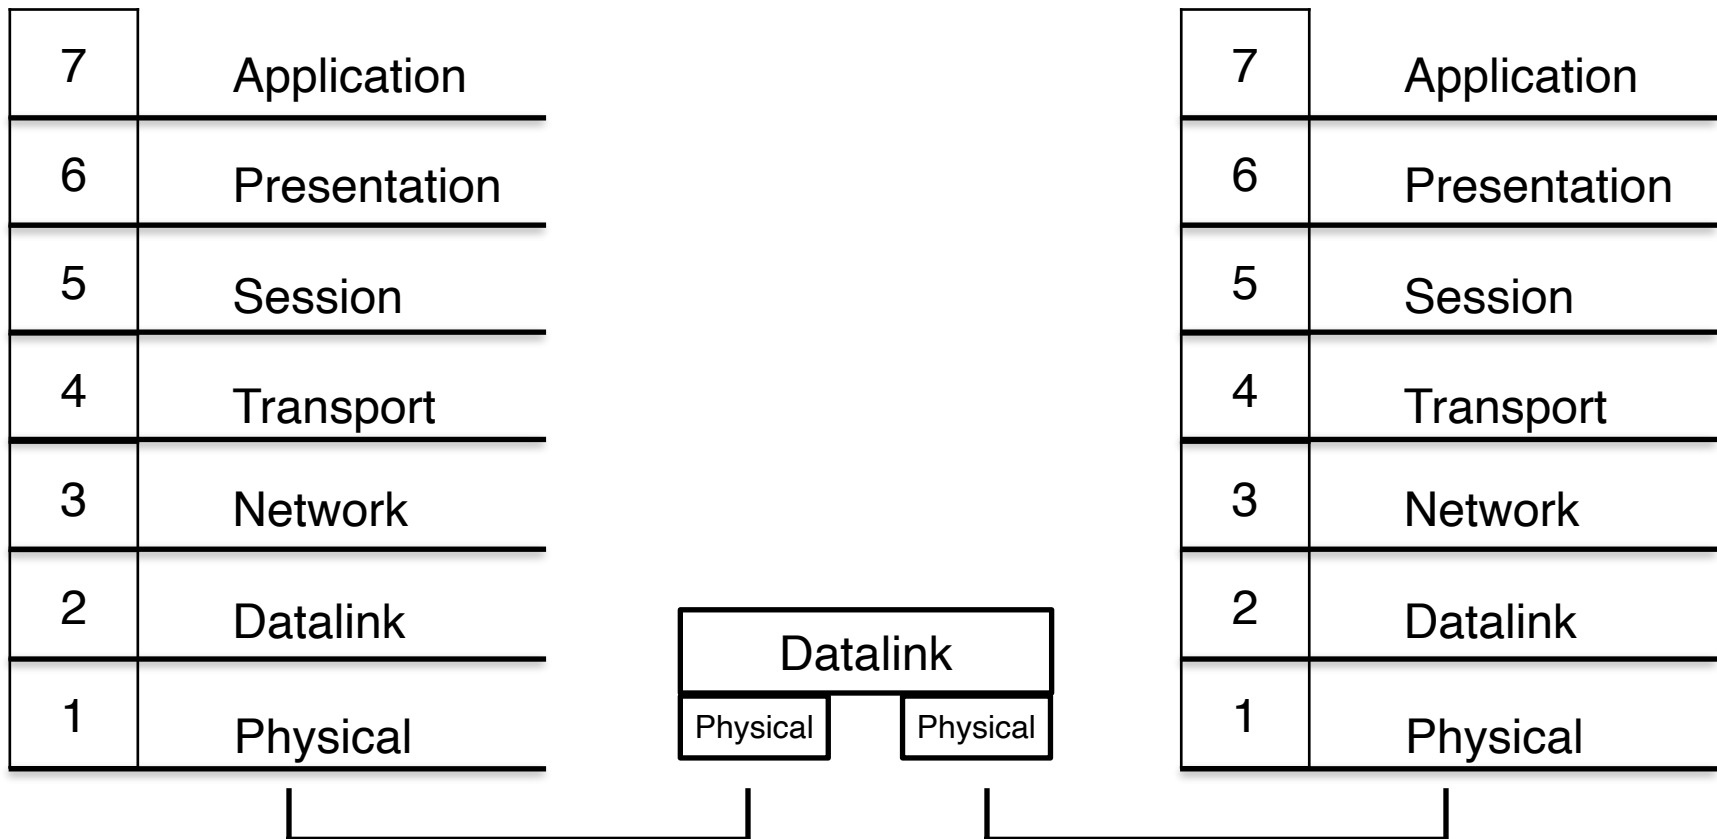 7 Application
6 Presentation
5 Session
4 Transport
3 Network
2 Datalink
1 Physical
Datalink
Physical Physical
7 Application
6 Presentation
5 Session
4 Transport
3 Network
2 Datalink
1 Physical